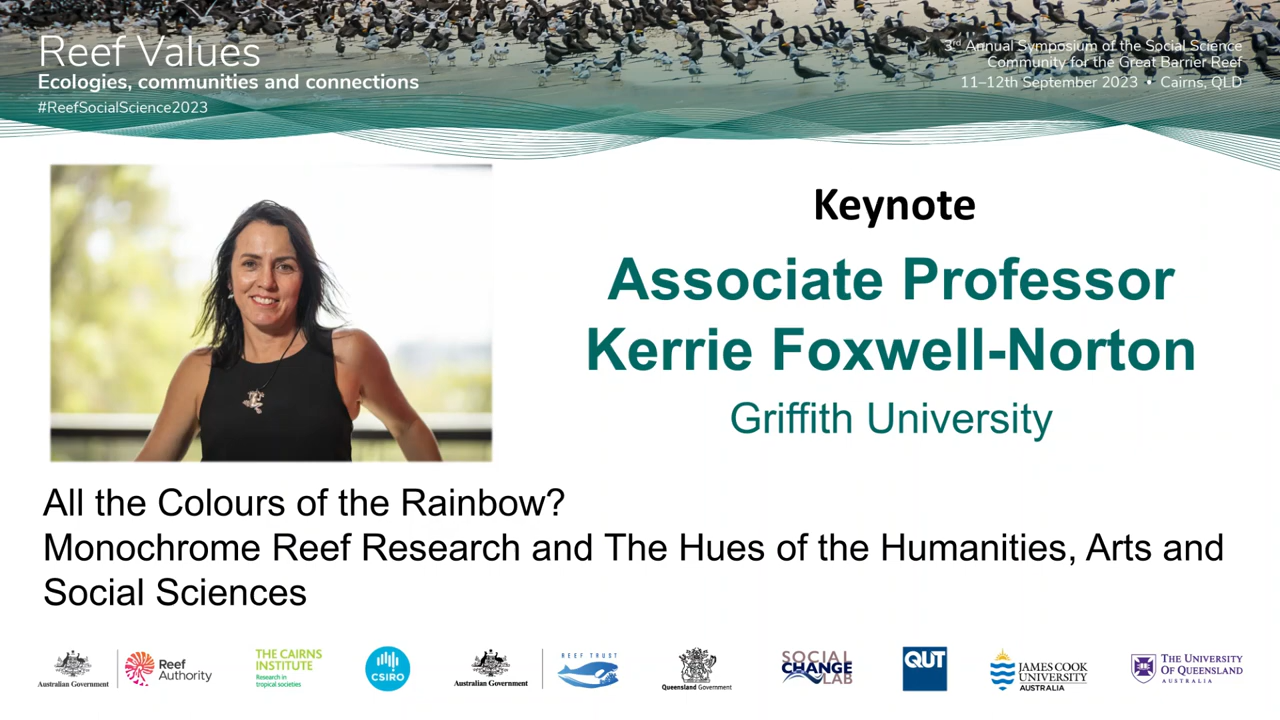 Reef Values
Ecologies, communities and connections
#ReefSocialScience2023
3rd Annual Symposium of the Social Science
Community for the Great Barrier Reef
11–12th September 2023 • Cairns, QLD
Keynote
Associate Professor
Kerrie Foxwell-Norton
Griffith University
All the Colours of the Rainbow?
Monochrome Reef Research and The Hues of the Humanities, Arts and
Social Sciences
Australian Government
Reef
Authority
THE CAIRNS
INSTITUTE
Research in
tropical societies
CSIRO
Australian Government
REEF TRUST
Queensland Government
SOCIAL
CHANGE
LAB
QUT
JAMES COOK
UNIVERSITY
AUSTRALIA
THE UNIVERSITY
OF QUEENSLAND
AUSTRALIA